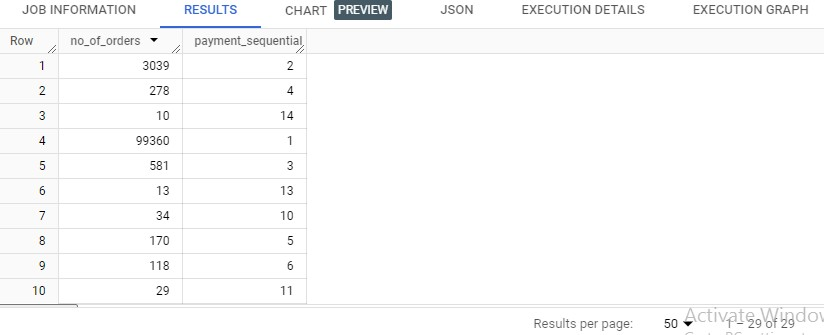 JOB INFORMATION RESULTS CHART PREVIEW JSON EXECUTION DETAILS EXECUTION GRAPH
Row no_of_orders payment_sequential
1 3039 2
2 278 4
3 10 14
4 99360 1
5 581 3
6 13 13
7 34 10
8 170 5
9 118 6
10 29 11
Activate Window
Results per page: 50 1 – 29 of 29